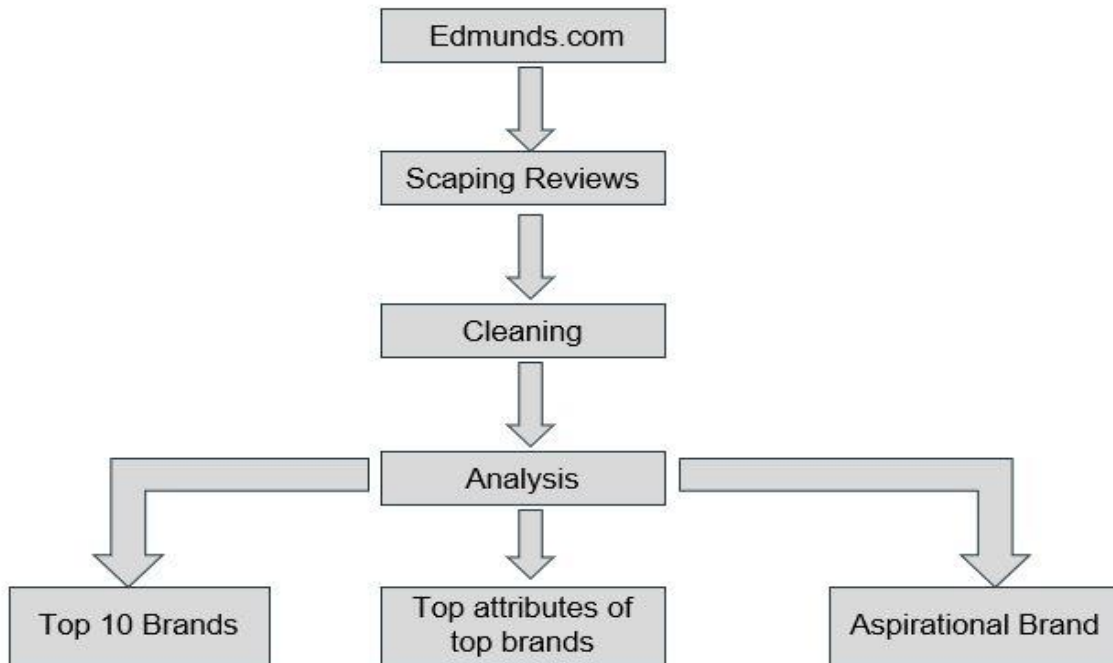 Edmunds.com
Scaping Reviews
Cleaning
Analysis
Top 10 Brands
Top attributes of
top brands
Aspirational Brand